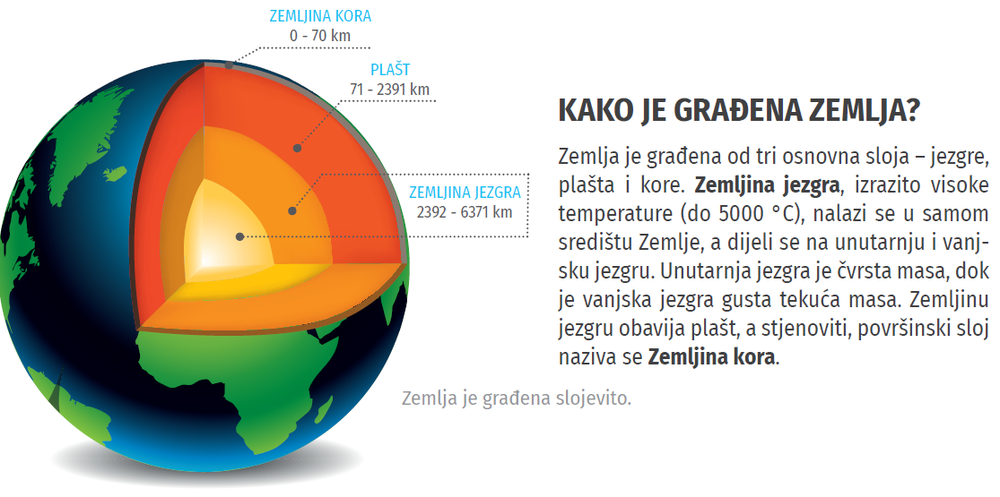 ZEMLJINA KORA
0 - 70 km
PLAŠT
71 - 2391 km
ZEMLJINA JEZGRA
2392 - 6371 km
KAKO JE GRAĐENA ZEMLJA?
Zemlja je građena od tri osnovna sloja – jezgre,
plašta i kore. Zemljina jezgra, izrazito visoke
temperature (do 5000 °C), nalazi se u samom
središtu Zemlje, a dijeli se na unutarnju i vanj-
sku jezgru. Unutarnja jezgra je čvrsta masa, dok
je vanjska jezgra gusta tekuća masa. Zemljinu
jezgru obavija plašt, a stjenoviti, površinski sloj
naziva se Zemljina kora.
Zemlja je građena slojevito.